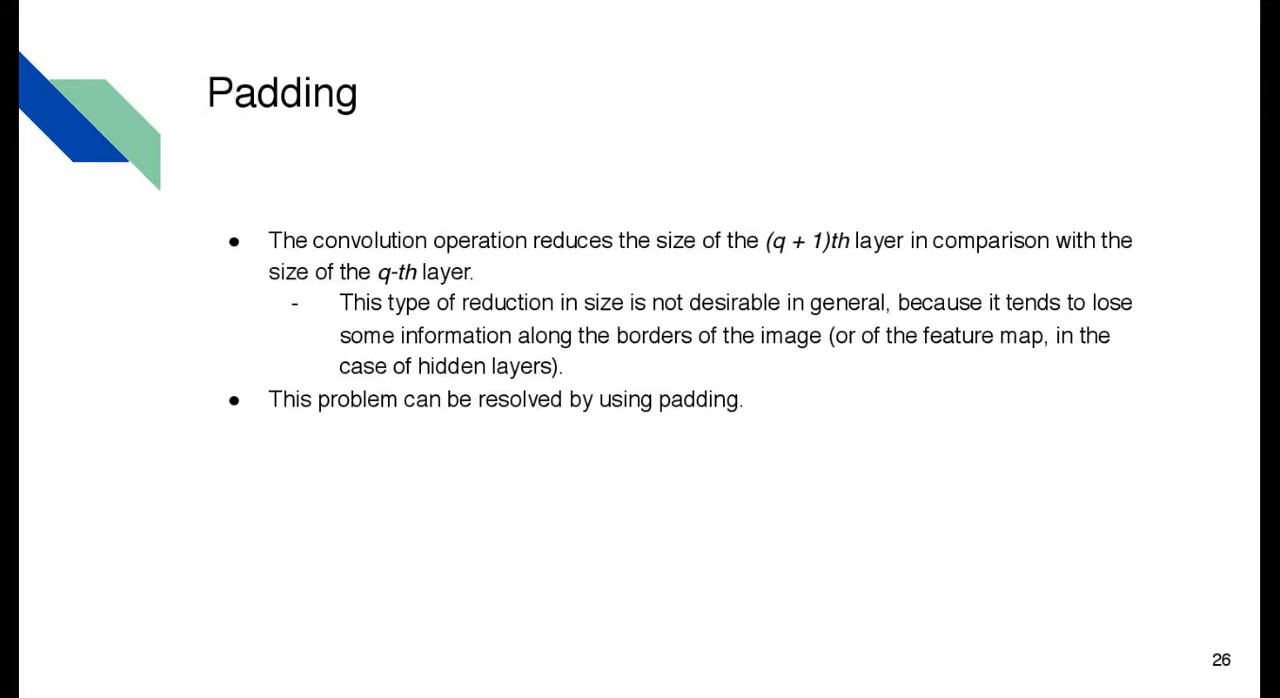 Padding
● The convolution operation reduces the size of the (q + 1)th layer in comparison with the
size of the q-th layer.
- This type of reduction in size is not desirable in general, because it tends to lose
some information along the borders of the image (or of the feature map, in the
case of hidden layers).
● This problem can be resolved by using padding.
26